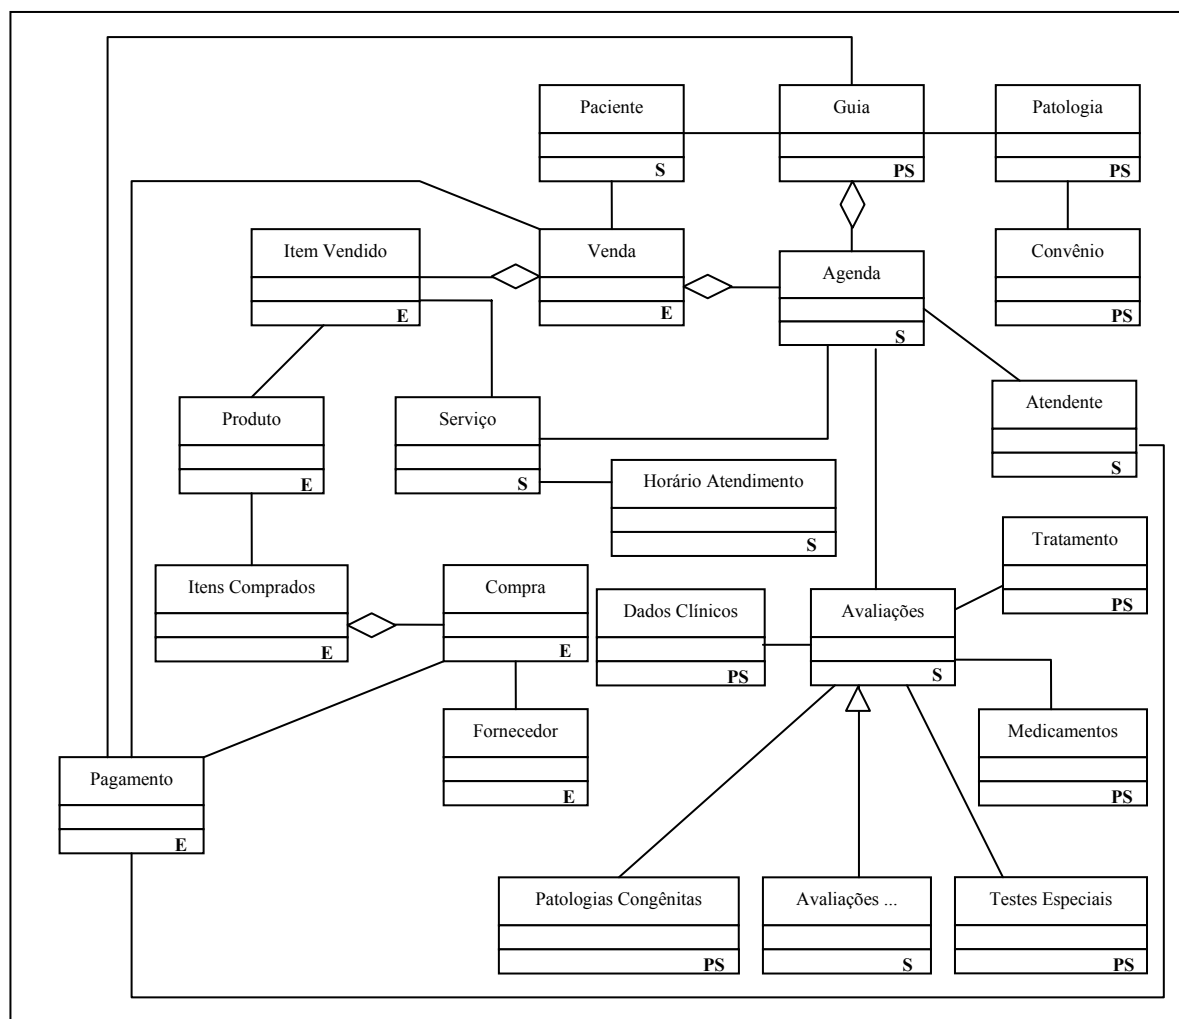 Paciente
S
Guia
PS
Patologia
PS
Item Vendido
E
Venda
E
Agenda
S
Convênio
PS
Produto
E
Serviço
S
Atendente
S
Horário Atendimento
S
Tratamento
PS
Itens Comprados
E
Compra
E
Dados Clínicos
PS
Avaliações
S
Fornecedor
E
Medicamentos
PS
Pagamento
E
Patologias Congênitas
PS
Avaliações ...
S
Testes Especiais
PS